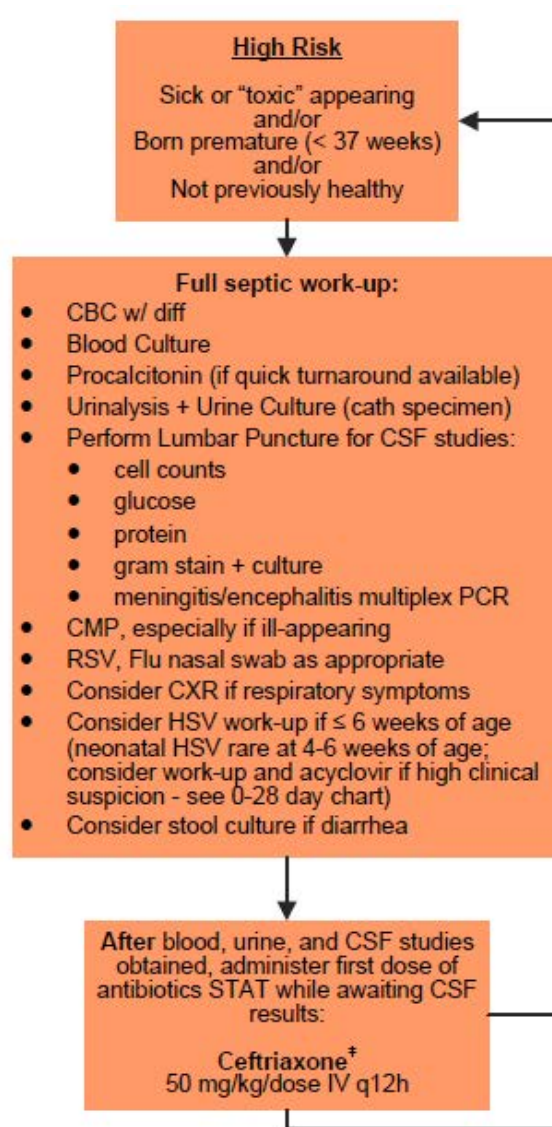 High Risk
Sick or “toxic” appearing
and/or
Born premature (< 37 weeks)
and/or
Not previously healthy
Full septic work-up:
• CBC w/ diff
• Blood Culture
• Procalcitonin (if quick turnaround available)
• Urinalysis + Urine Culture (cath specimen)
• Perform Lumbar Puncture for CSF studies:
• cell counts
• glucose
• protein
• gram stain + culture
• meningitis/encephalitis multiplex PCR
• CMP, especially if ill-appearing
• RSV, Flu nasal swab as appropriate
• Consider CXR if respiratory symptoms
• Consider HSV work-up if ≤ 6 weeks of age
(neonatal HSV rare at 4-6 weeks of age;
consider work-up and acyclovir if high clinical
suspicion - see 0-28 day chart)
• Consider stool culture if diarrhea
After blood, urine, and CSF studies
obtained, administer first dose of
antibiotics STAT while awaiting CSF
results:
Ceftriaxone‡
50 mg/kg/dose IV q12h